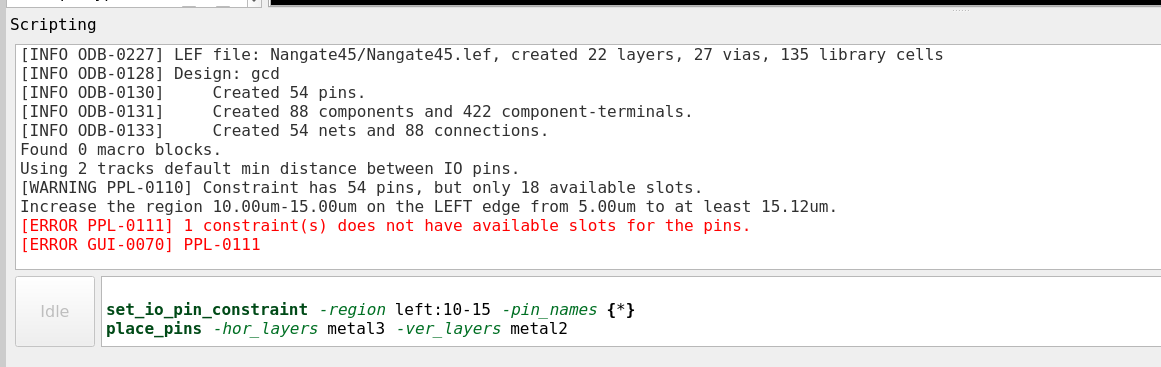 Scripting
[INFO ODB-0227] LEF file: Nangate45/Nangate45.lef, created 22 layers, 27 vias, 135 library cells
[INFO ODB-0128] Design: gcd
[INFO ODB-0130]     Created 54 pins.
[INFO ODB-0131]     Created 88 components and 422 component-terminals.
[INFO ODB-0133]     Created 54 nets and 88 connections.
Found 0 macro blocks.
Using 2 tracks default min distance between IO pins.
[WARNING PPL-0110] Constraint has 54 pins, but only 18 available slots.
Increase the region 10.00um-15.00um on the LEFT edge from 5.00um to at least 15.12um.
[ERROR PPL-0111] 1 constraint(s) does not have available slots for the pins.
[ERROR GUI-0070] PPL-0111
Idle
set_io_pin_constraint -region left:10-15 -pin_names {*}
place_pins -hor_layers metal3 -ver_layers metal2